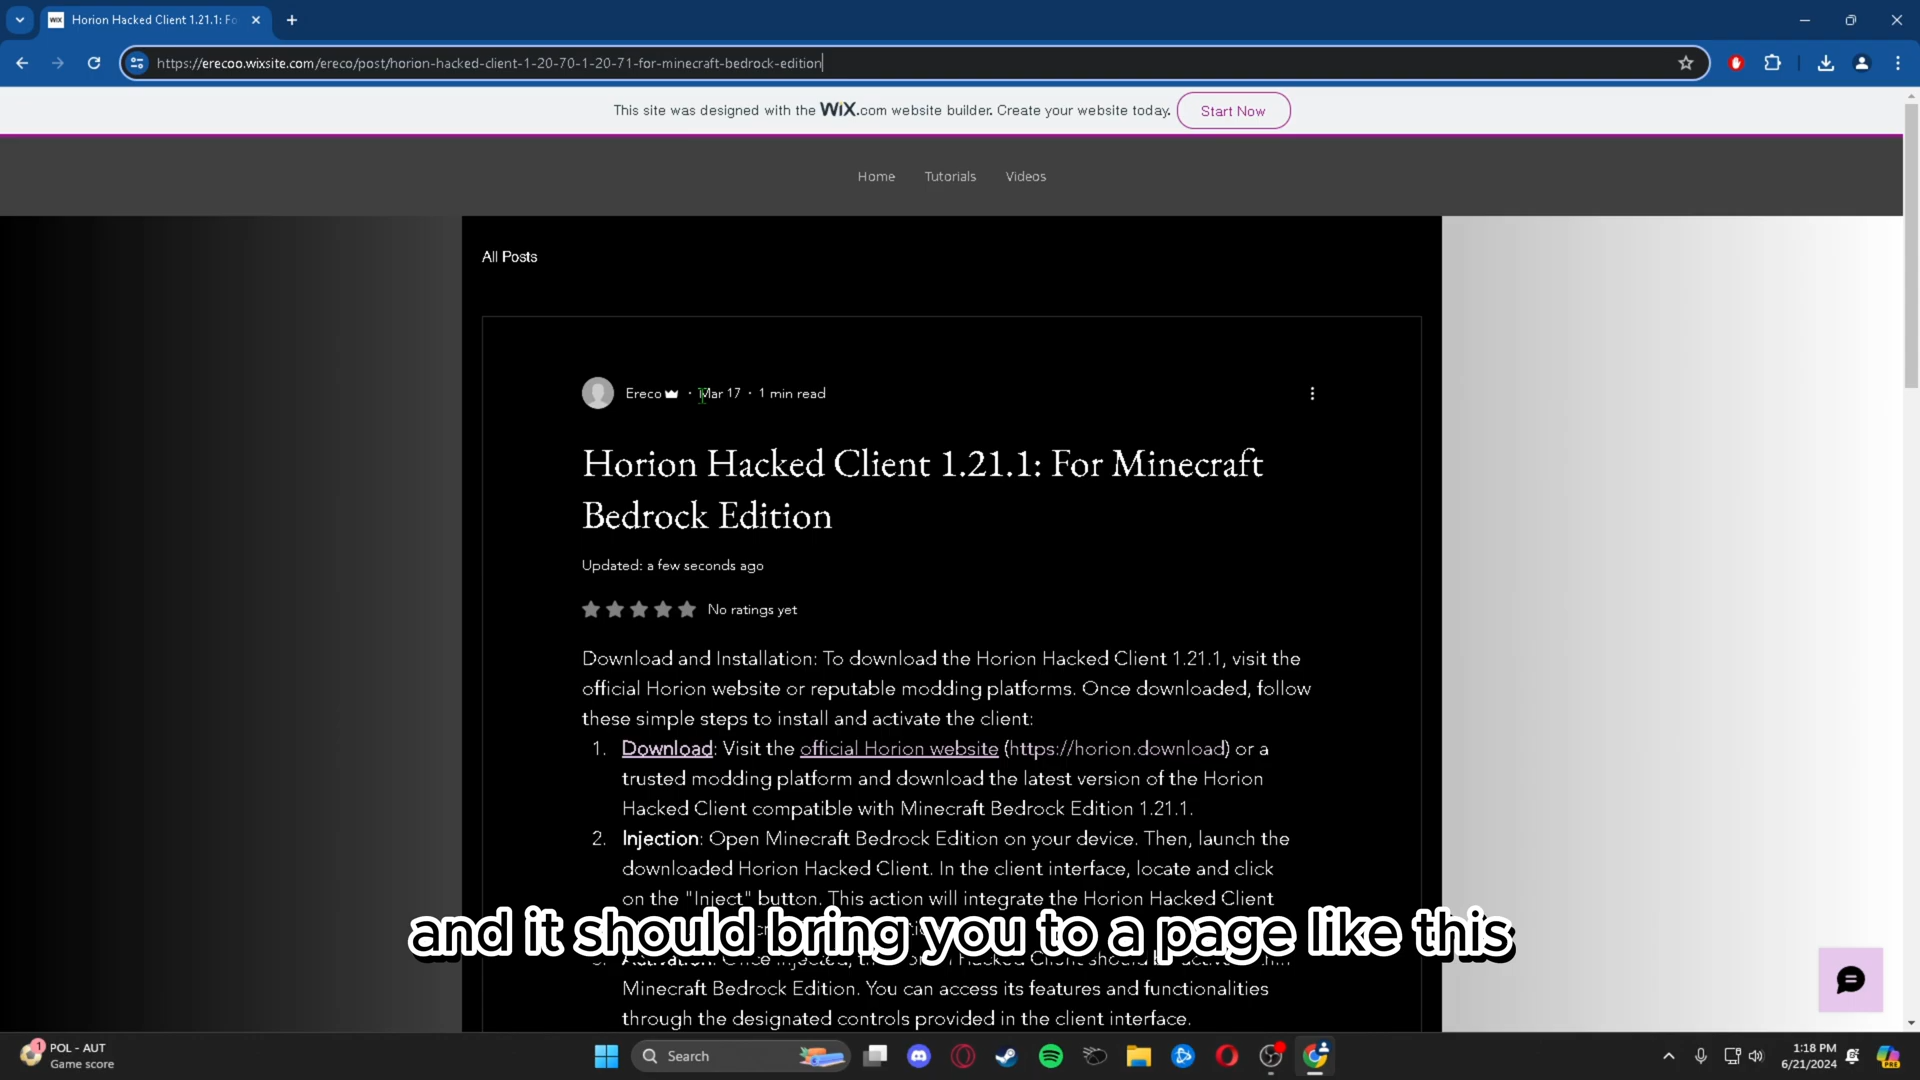 Horion Hacked Client 1.21.1: Fo
https://erecoo.wixsite.com/ereco/post/horion-hacked-client-1-20-70-1-20-71-for-minecraft-bedrock-edition
This site was designed with the WIX.com website builder. Create your website today.
Start Now
Home Tutorials Videos
All Posts
Ereco · Mar 17 · 1 min read
Horion Hacked Client 1.21.1: For Minecraft
Bedrock Edition
Updated: a few seconds ago
No ratings yet
Download and Installation: To download the Horion Hacked Client 1.21.1, visit the
official Horion website or reputable modding platforms. Once downloaded, follow
these simple steps to install and activate the client:
1. Download: Visit the official Horion website (https://horion.download) or a
trusted modding platform and download the latest version of the Horion
Hacked Client compatible with Minecraft Bedrock Edition 1.21.1.
2. Injection: Open Minecraft Bedrock Edition on your device. Then, launch the
downloaded Horion Hacked Client. In the client interface, locate and click
on the "Inject" button. This action will integrate the Horion Hacked Client
and it should bring you to a page like this
Minecraft Bedrock Edition. You can access its features and functionalities
through the designated controls provided in the client interface.
POL - AUT
Game score
Search
1:18 PM
6/21/2024